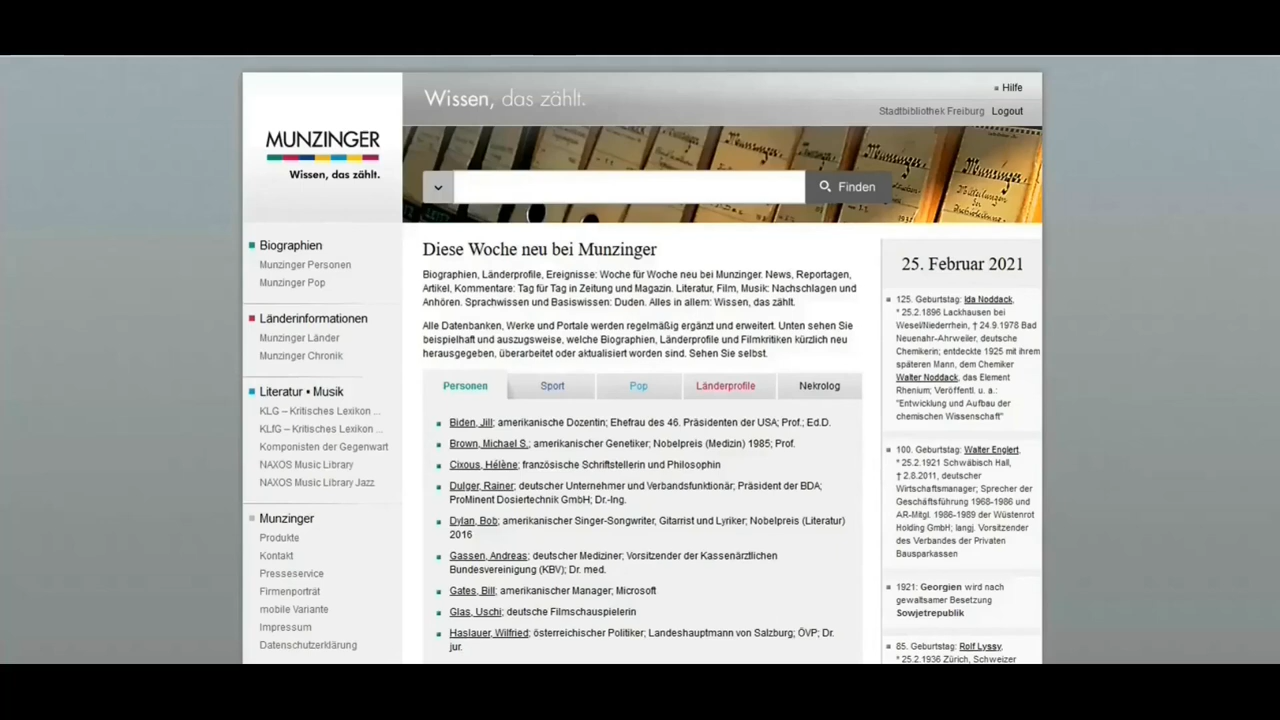 Wissen, das zählt.
Hilfe
Stadtbibliothek Freiburg Logout
MUNZINGER
Wissen, das zählt.
Finden
Biographien
Munzinger Personen
Munzinger Pop
Länderinformationen
Munzinger Länder
Munzinger Chronik
Literatur • Musik
KLG – Kritisches Lexikon ...
KLfG – Kritisches Lexikon ...
Komponisten der Gegenwart
NAXOS Music Library
NAXOS Music Library Jazz
Munzinger
Produkte
Kontakt
Presseservice
Firmenporträt
mobile Variante
Impressum
Datenschutzerklärung
Diese Woche neu bei Munzinger
Biographien, Länderprofile, Ereignisse: Woche für Woche neu bei Munzinger. News, Reportagen,
Artikel, Kommentare: Tag für Tag in Zeitung und Magazin. Literatur, Film, Musik: Nachschlagen und
Anhören. Sprachwissen und Basiswissen: Duden. Alles in allem: Wissen, das zählt.
Alle Datenbanken, Werke und Portale werden regelmäßig ergänzt und erweitert. Unten sehen Sie
beispielhaft und auszugsweise, welche Biographien, Länderprofile und Filmkritiken kürzlich neu
herausgegeben, überarbeitet oder aktualisiert worden sind. Sehen Sie selbst.
Personen Sport Pop Länderprofile Nekrolog
Biden, Jill; amerikanische Dozentin; Ehefrau des 46. Präsidenten der USA; Prof.; Ed.D.
Brown, Michael S.; amerikanischer Genetiker; Nobelpreis (Medizin) 1985; Prof.
Cixous, Hélène; französische Schriftstellerin und Philosophin
Dulger, Rainer; deutscher Unternehmer und Verbandsfunktionär; Präsident der BDA;
ProMinent Dosiertechnik GmbH; Dr.-Ing.
Dylan, Bob; amerikanischer Singer-Songwriter, Gitarrist und Lyriker; Nobelpreis (Literatur)
2016
Gassen, Andreas; deutscher Mediziner; Vorsitzender der Kassenärztlichen
Bundesvereinigung (KBV); Dr. med.
Gates, Bill; amerikanischer Manager; Microsoft
Glas, Uschi; deutsche Filmschauspielerin
Haslauer, Wilfried; österreichischer Politiker; Landeshauptmann von Salzburg; ÖVP; Dr.
jur.
25. Februar 2021
125. Geburtstag: Ida Noddack,
* 25.2.1896 Lackhausen bei
Wesel/Niederrhein, † 24.9.1978 Bad
Neuenahr-Ahrweiler, deutsche
Chemikerin; entdeckte 1925 mit ihrem
späteren Mann, dem Chemiker
Walter Noddack, das Element
Rhenium; Veröffentl. u. a.:
"Entwicklung und Aufbau der
chemischen Wissenschaft"
100. Geburtstag: Walter Englert,
* 25.2.1921 Schwäbisch Hall,
† 2.8.2011, deutscher
Wirtschaftsmanager; Sprecher der
Geschäftsführung 1968-1986 und
AR-Mitgl. 1986-1989 der Wüstenrot
Holding GmbH; langj. Vorsitzender
des Verbandes der Privaten
Bausparkassen
1921: Georgien wird nach
gewaltsamer Besetzung
Sowjetrepublik
85. Geburtstag: Rolf Lyssy,
* 25.2.1936 Zürich, Schweizer